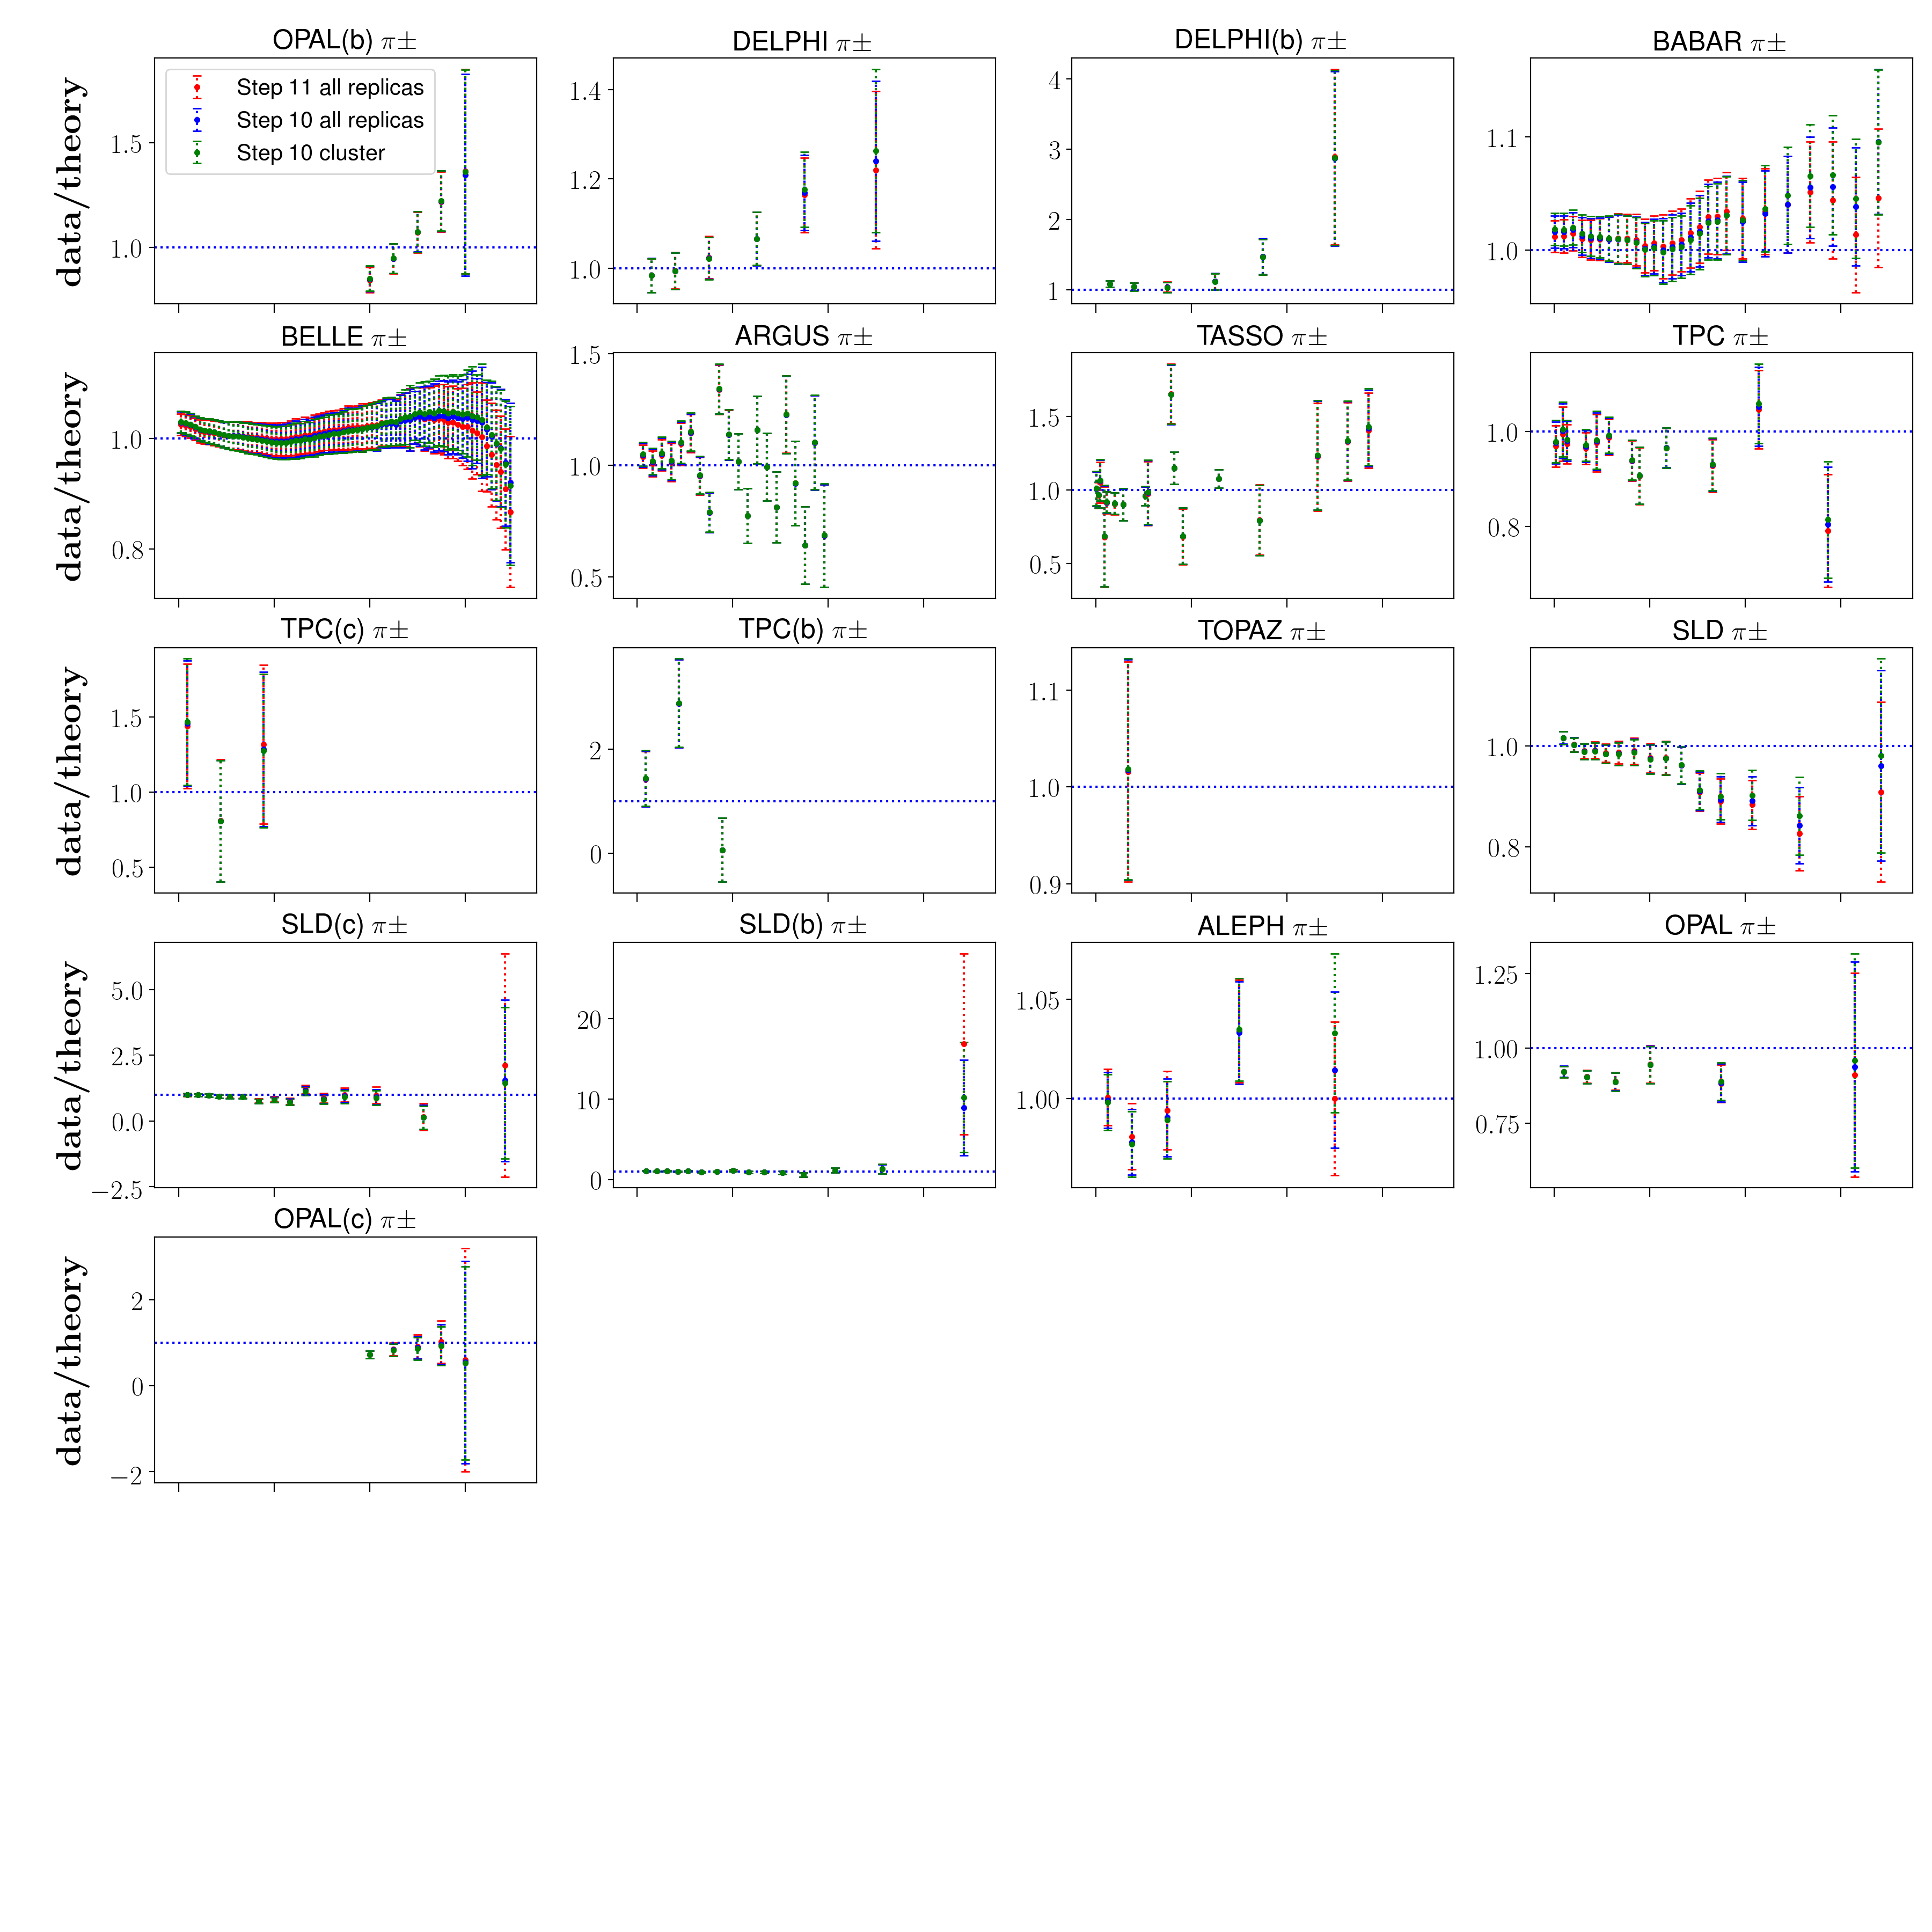 OPAL(b) π±
DELPHI π±
DELPHI(b) π±
BABAR π±
data/theory
1.5
1.0
Step 11 all replicas
Step 10 all replicas
Step 10 cluster
1.4
1.2
1.0
4
3
2
1
1.1
1.0
BELLE π±
ARGUS π±
TASSO π±
TPC π±
data/theory
1.0
0.8
1.5
1.0
0.5
1.5
1.0
0.5
1.0
0.8
TPC(c) π±
TPC(b) π±
TOPAZ π±
SLD π±
data/theory
1.5
1.0
0.5
2
0
1.1
1.0
0.9
1.0
0.8
SLD(c) π±
SLD(b) π±
ALEPH π±
OPAL π±
data/theory
5.0
2.5
0.0
−2.5
20
10
0
1.05
1.00
1.25
1.00
0.75
OPAL(c) π±
data/theory
2
0
−2